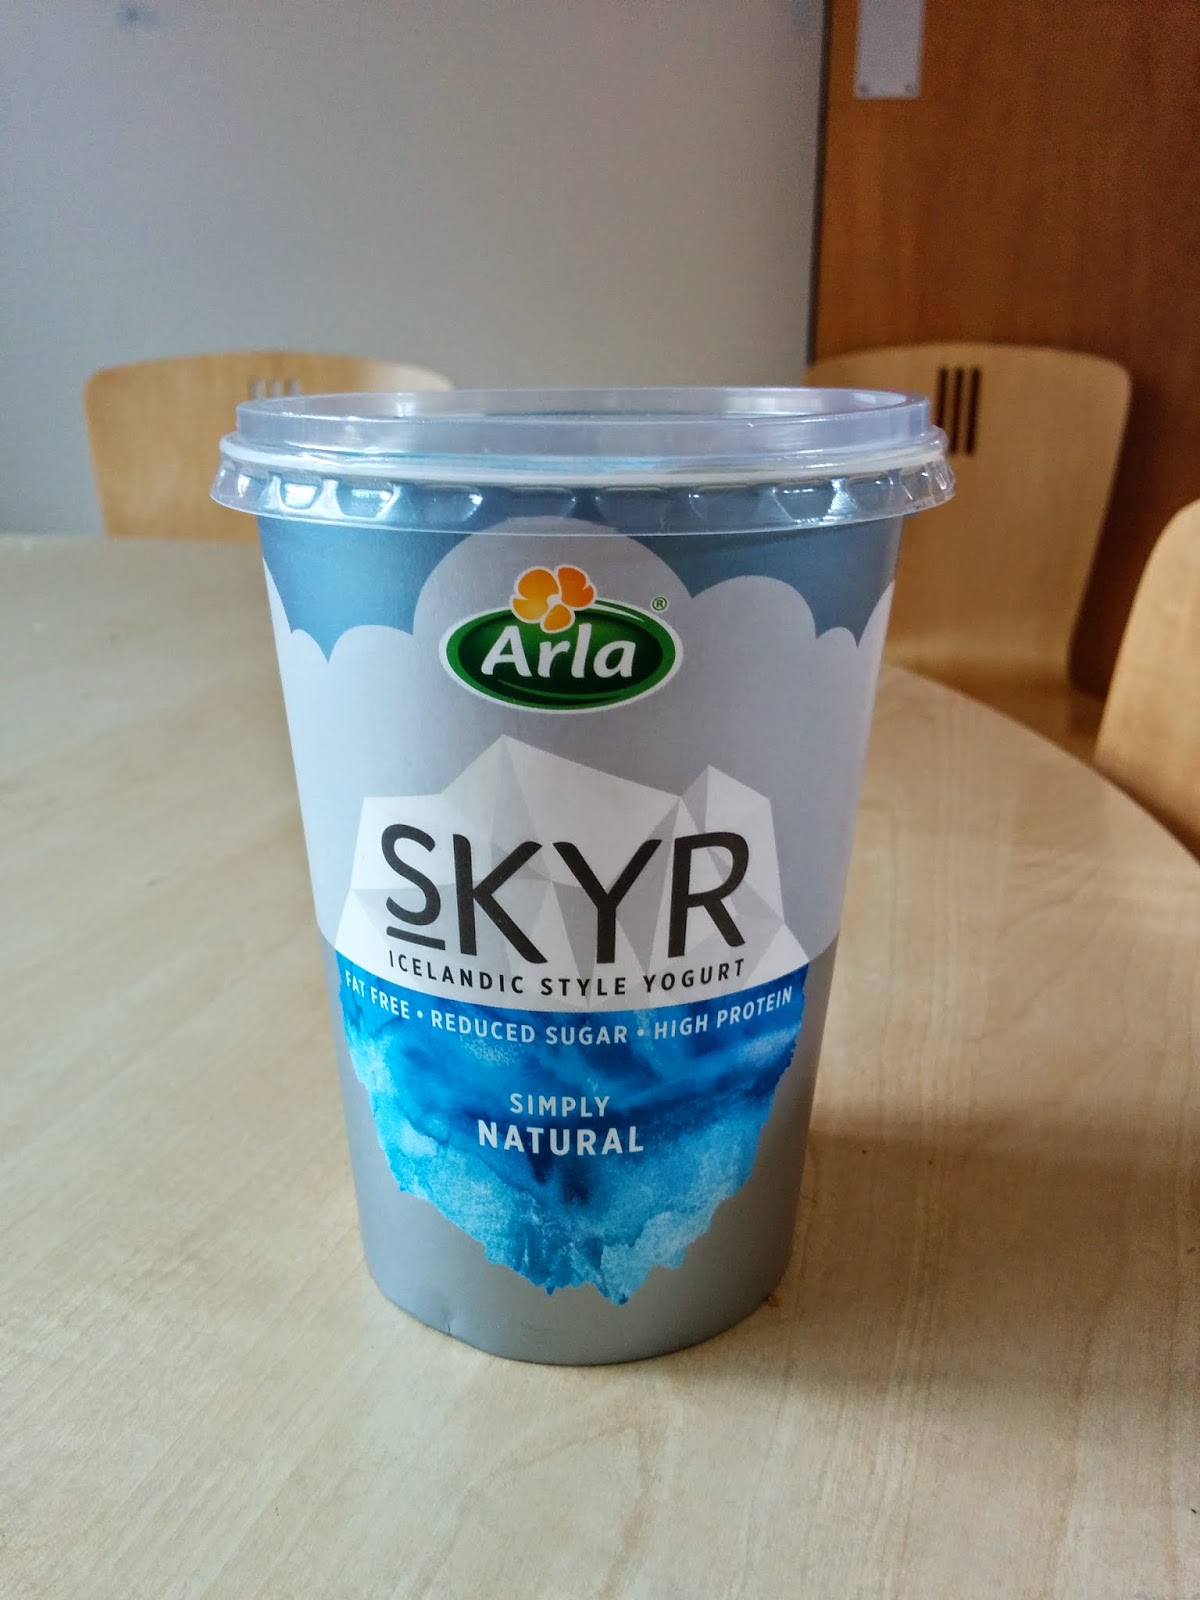 Arla®
SKYR
ICELANDIC STYLE YOGURT
FAT FREE • REDUCED SUGAR • HIGH PROTEIN
SIMPLY
NATURAL